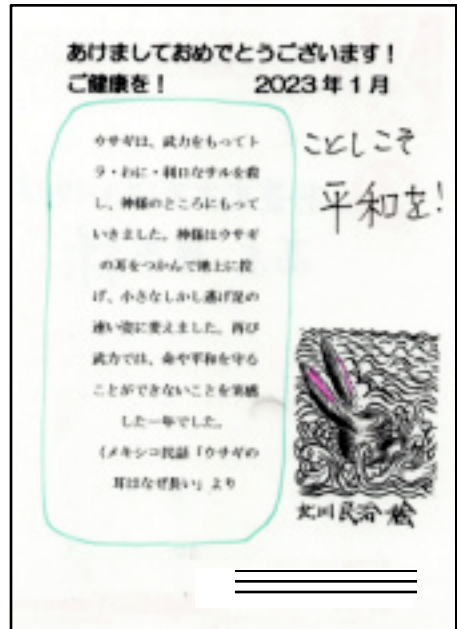 あけましておめでとうございます!
ご健康を! 2023年1月
ウサギは、武力をもってト
ラ・わに・利口なサルを殺
し、神様のところにもって
いきました。神様はウサギ
の耳をつかんで地上に投
げ、小さなしかし逃げ足の
速い姿に変えました。再び
武力では、命や平和を守る
ことができないことを実感
した一年でした。
(メキシコ民話「ウサギの
耳はなぜ長い」より
ことしこそ
平和を!
北川民治 絵